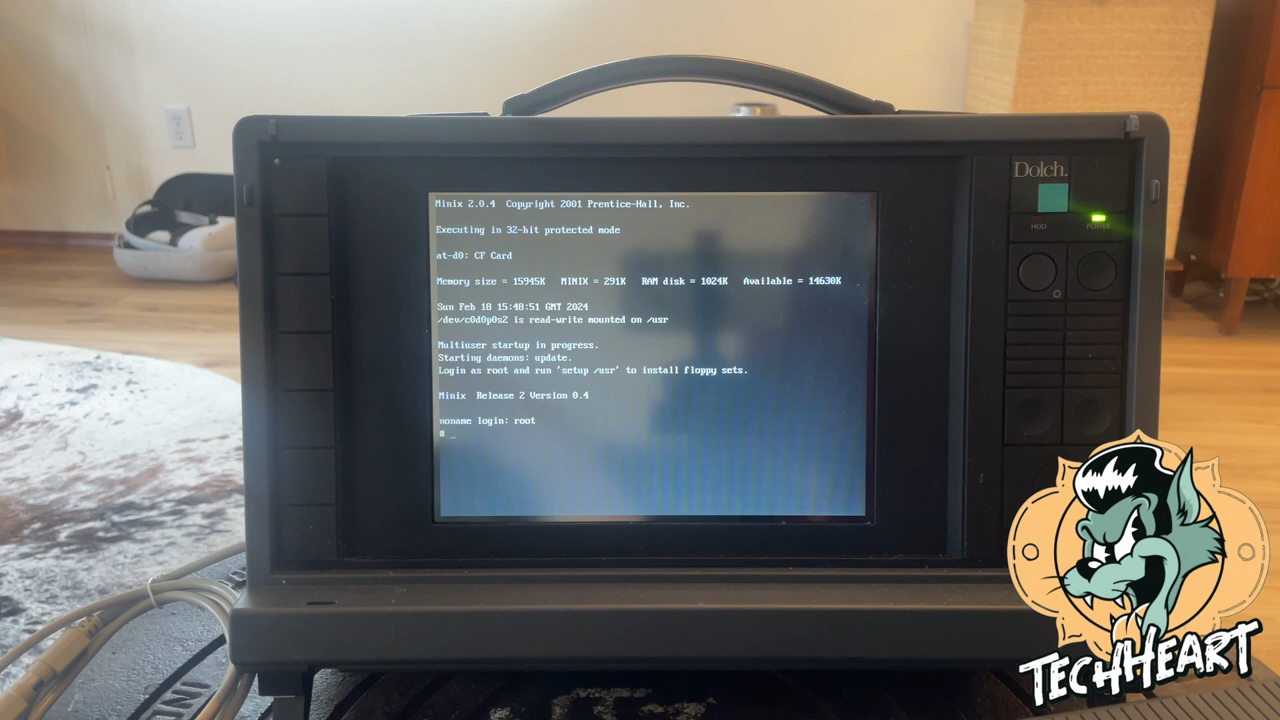 Minix 2.0.4  Copyright 2001 Prentice-Hall, Inc.
Executing in 32-bit protected mode
at-d0: CF Card
Memory size = 15945K   MINIX = 291K   RAM disk = 1024K   Available = 14630K
Sun Feb 18 15:48:51 GMT 2024
/dev/c0d0p0s2 is read-write mounted on /usr
Multiuser startup in progress.
Starting daemons: update.
Login as root and run 'setup /usr' to install floppy sets.
Minix  Release 2 Version 0.4
noname login: root
# _
Dolch.
HDD
POWER
TECHHEART